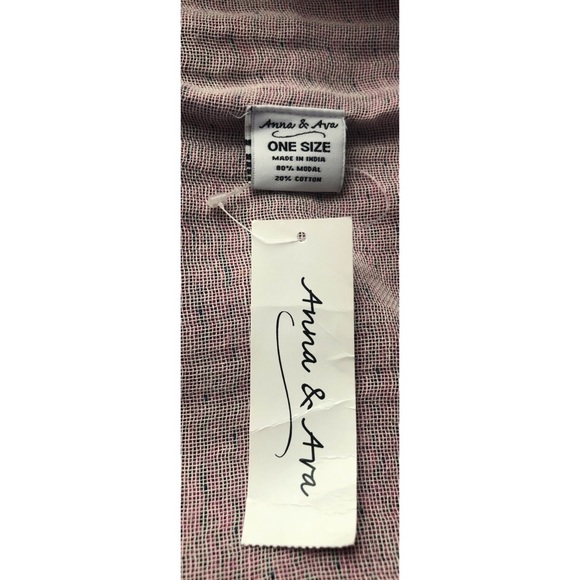 Anna & Ava
ONE SIZE
MADE IN INDIA
80% MODAL
20% COTTON
Anna & Ava